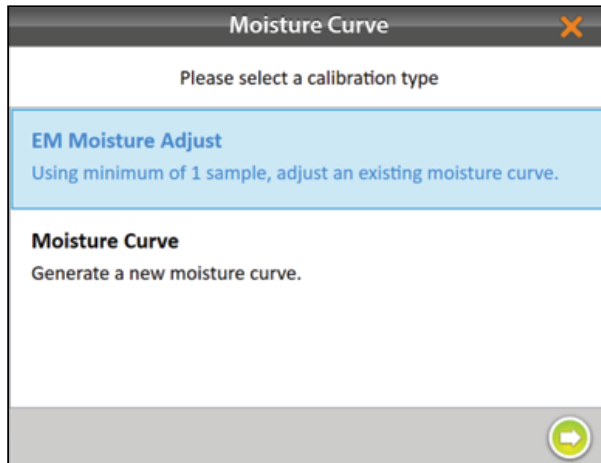 Moisture Curve
Please select a calibration type
EM Moisture Adjust
Using minimum of 1 sample, adjust an existing moisture curve.
Moisture Curve
Generate a new moisture curve.